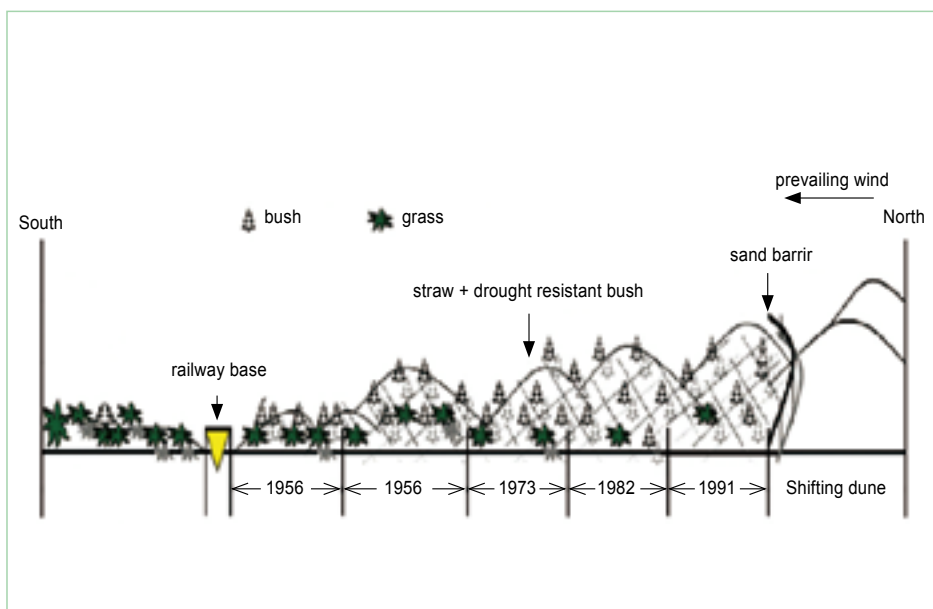 prevailing wind
South
bush
grass
North
sand barrir
straw + drought resistant bush
railway base
1956
1956
1973
1982
1991
Shifting dune